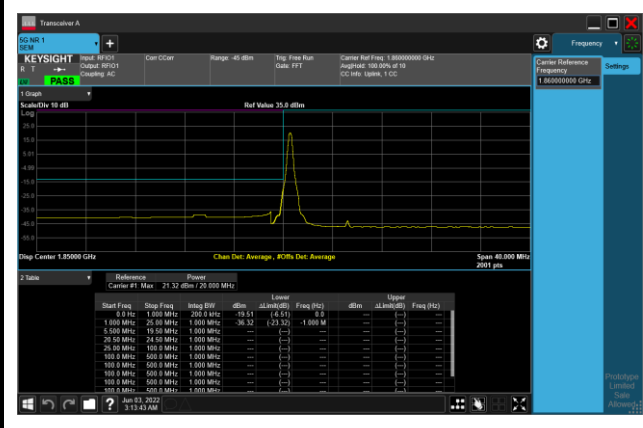 Transceiver A
5G NR 1
SEM
Frequency
KEYSIGHT
R T
PASS
Input: RFIO1
Output: RFIO1
Coupling: AC
Corr CCorr
Range: -45 dBm
Trig: Free Run
Gate: FFT
Carrier Ref Freq: 1.860000000 GHz
Avg|Hold: 100.00% of 10
CC Info: Uplink, 1 CC
Carrier Reference
Frequency
1.860000000 GHz
Settings
1 Graph
Scale/Div 10 dB
Ref Value 35.0 dBm
Log
25.0
15.0
5.00
-15.0
-25.0
-35.0
-45.0
-55.0
Disp Center 1.85000 GHz
Chan Det: Average, #Offs Det: Average
Span 40.000 MHz
2001 pts
2 Table
Reference Power
Carrier #1 Max 21.32 dBm / 20.000 MHz
Lower Upper
Start Freq Stop Freq Integ BW dBm ΔLimit(dB) Freq (Hz) dBm ΔLimit(dB) Freq (Hz)
0.0 Hz 1.000 MHz 200.0 kHz -19.51 (-6.51) 0.0 --- (---) ---
1.000 MHz 25.00 MHz 1.000 MHz -36.32 (-23.32) -1.000 M --- (---) ---
5.500 MHz 19.50 MHz 1.000 MHz --- (---) --- --- (---) ---
20.50 MHz 24.50 MHz 1.000 MHz --- (---) --- --- (---) ---
25.00 MHz 100.0 MHz 1.000 MHz --- (---) --- --- (---) ---
100.0 MHz 500.0 MHz 1.000 MHz --- (---) --- --- (---) ---
100.0 MHz 500.0 MHz 1.000 MHz --- (---) --- --- (---) ---
100.0 MHz 500.0 MHz 1.000 MHz --- (---) --- --- (---) ---
100.0 MHz 500.0 MHz 1.000 MHz --- (---) --- --- (---) ---
100.0 MHz 500.0 MHz 1.000 MHz --- (---) --- --- (---) ---
Jun 03, 2022
3:13:43 AM
Prototype
Limited
Sale
Allowed